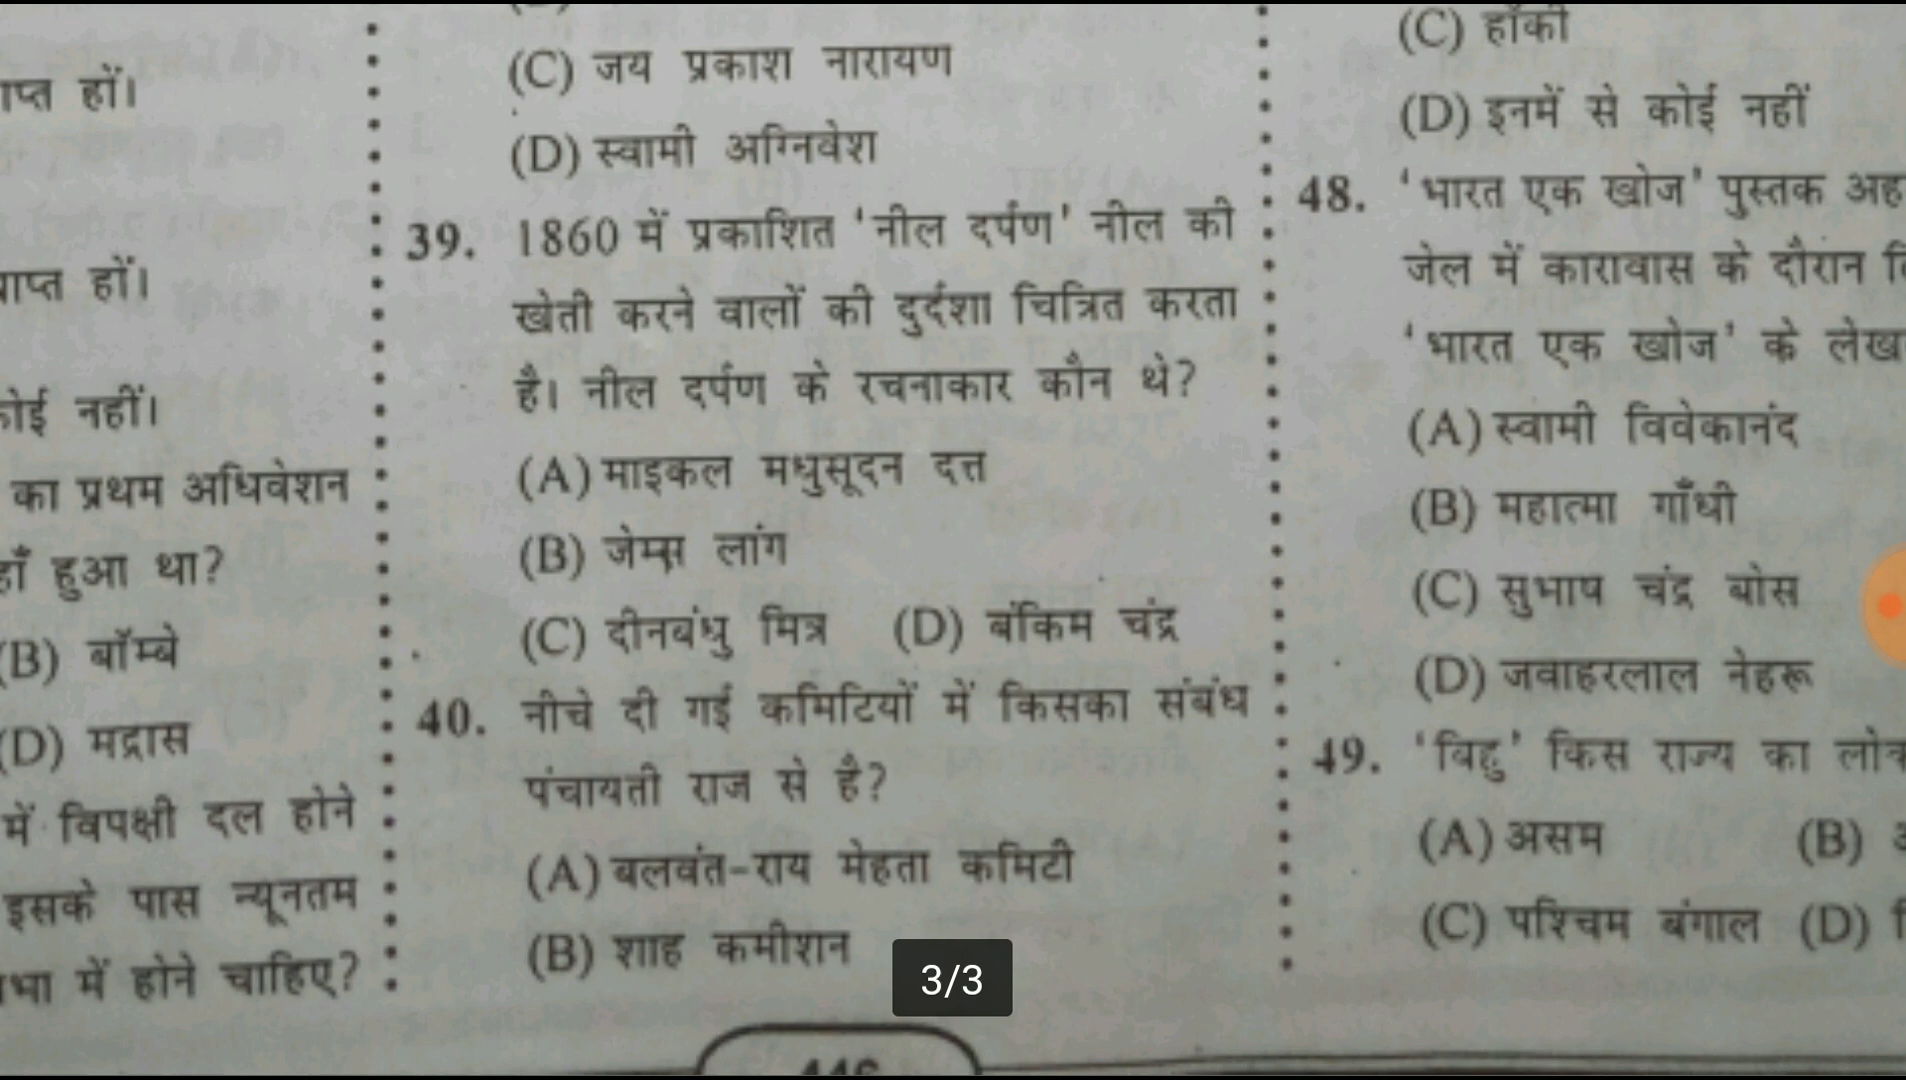 प्त हों।
प्त हों।
नहीं।
का प्रथम अधिवेशन
हुआ था?
(B) बॉम्बे
(D) मद्रास
में विपक्षी दल होने
इसके पास न्यूनतम
में होने चाहिए?
(C) जय प्रकाश नारायण
(D) स्वामी अग्निवेश
39. 1860 में प्रकाशित 'नील दर्पण' नील की
खेती करने वालों की दुर्दशा चित्रित करता
है। नील दर्पण के रचनाकार कौन थे?
(A) माइकल मधुसूदन दत्त
(B) जेम्स लांग
(C) दीनबंधु मित्र (D) बंकिम चंद्र
40. नीचे दी गई कमिटियों में किसका संबंध
पंचायती राज से है?
(A) बलवंत-राय मेहता कमिटी
(B) शाह कमीशन
3/3
(C) हॉकी
(D) इनमें से कोई नहीं
48. 'भारत एक खोज' पुस्तक अह
जेल में कारावास के दौरान
'भारत एक खोज' के लेख
(A) स्वामी विवेकानंद
(B) महात्मा गाँधी
(C) सुभाष चंद्र बोस
(D) जवाहरलाल नेहरू
49. 'बिहु' किस राज्य का लोक
(A) असम (B)
(C) पश्चिम बंगाल (D)